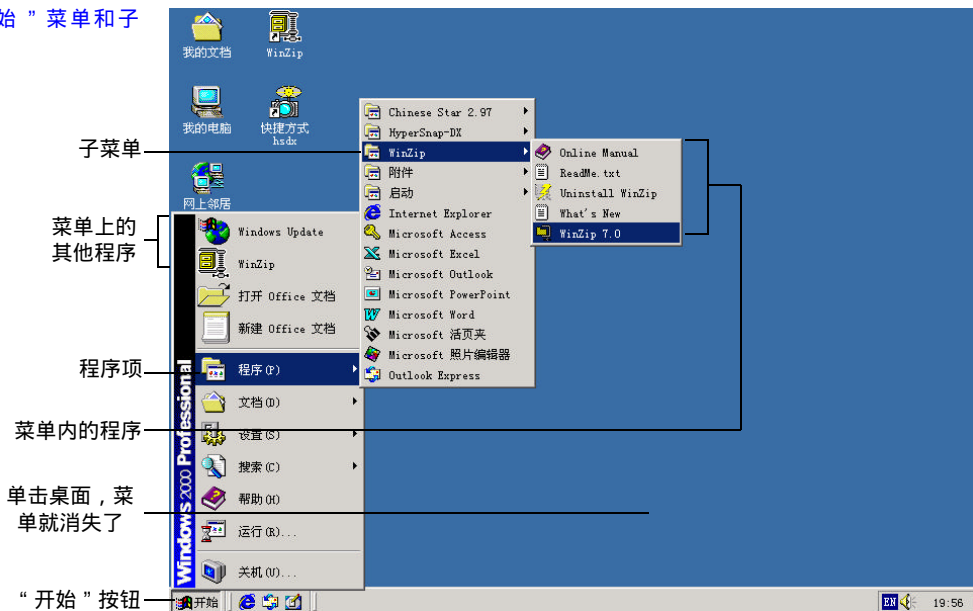 始 ” 菜单和子
我的文档
WinZip
我的电脑
快捷方式
hsdx
网上邻居
子菜单
菜单上的
其他程序
程序项
菜单内的程序
单击桌面，菜
单就消失了
“ 开始 ” 按钮
Windows 2000 Professional
Windows Update
WinZip
打开 Office 文档
新建 Office 文档
程序(P)
文档(D)
设置(S)
搜索(C)
帮助(H)
运行(R)...
关机(U)...
Chinese Star 2.97
HyperSnap-DX
WinZip
附件
启动
Internet Explorer
Microsoft Access
Microsoft Excel
Microsoft Outlook
Microsoft PowerPoint
Microsoft Word
Microsoft 活页夹
Microsoft 照片编辑器
Outlook Express
Online Manual
ReadMe.txt
Uninstall WinZip
What's New
WinZip 7.0
开始
EN
19:56